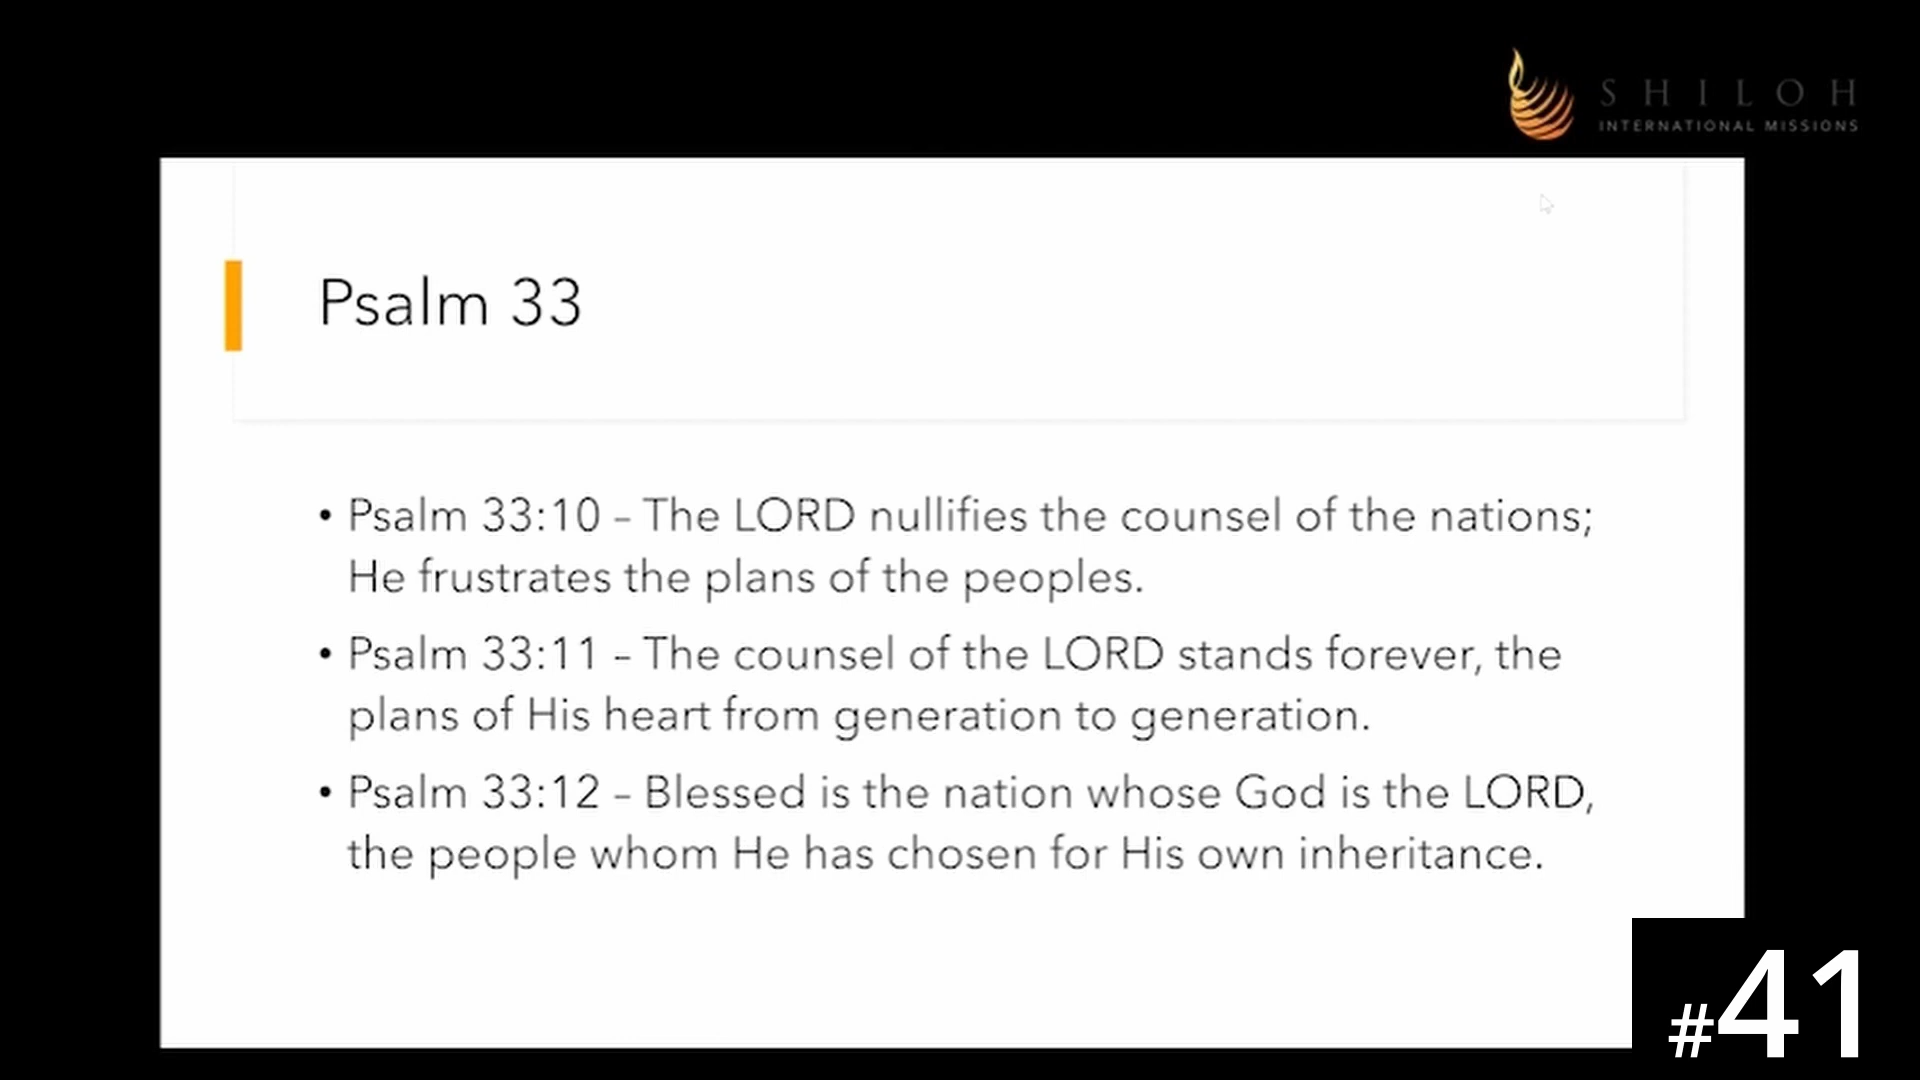 SHILOH
INTERNATIONAL MISSIONS
Psalm 33
• Psalm 33:10 – The LORD nullifies the counsel of the nations;
He frustrates the plans of the peoples.
• Psalm 33:11 – The counsel of the LORD stands forever, the
plans of His heart from generation to generation.
• Psalm 33:12 – Blessed is the nation whose God is the LORD,
the people whom He has chosen for His own inheritance.
#41